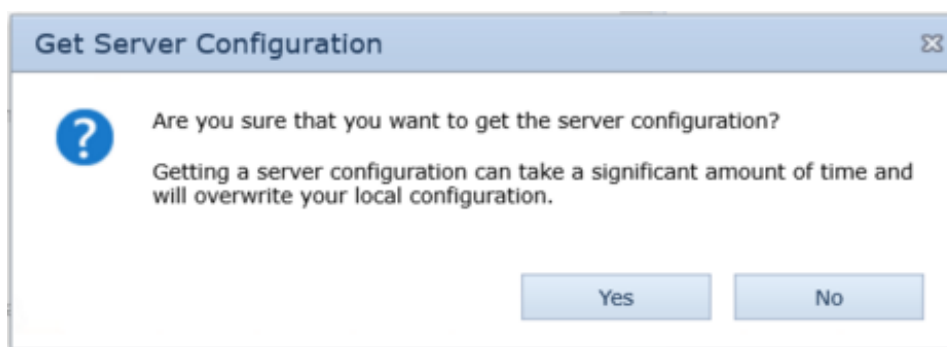 Get Server Configuration
Are you sure that you want to get the server configuration?
Getting a server configuration can take a significant amount of time and
will overwrite your local configuration.
Yes No